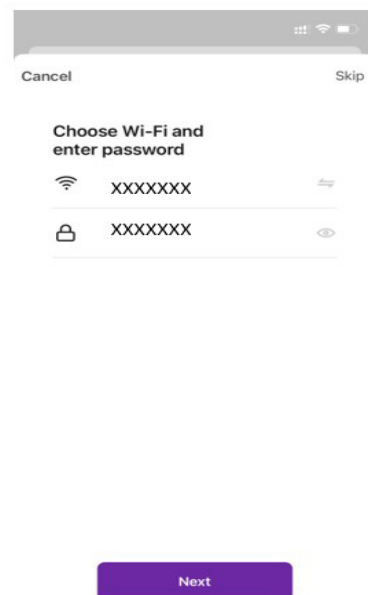 Cancel Skip
Choose Wi-Fi and
enter password
XXXXXXX
XXXXXXX
Next